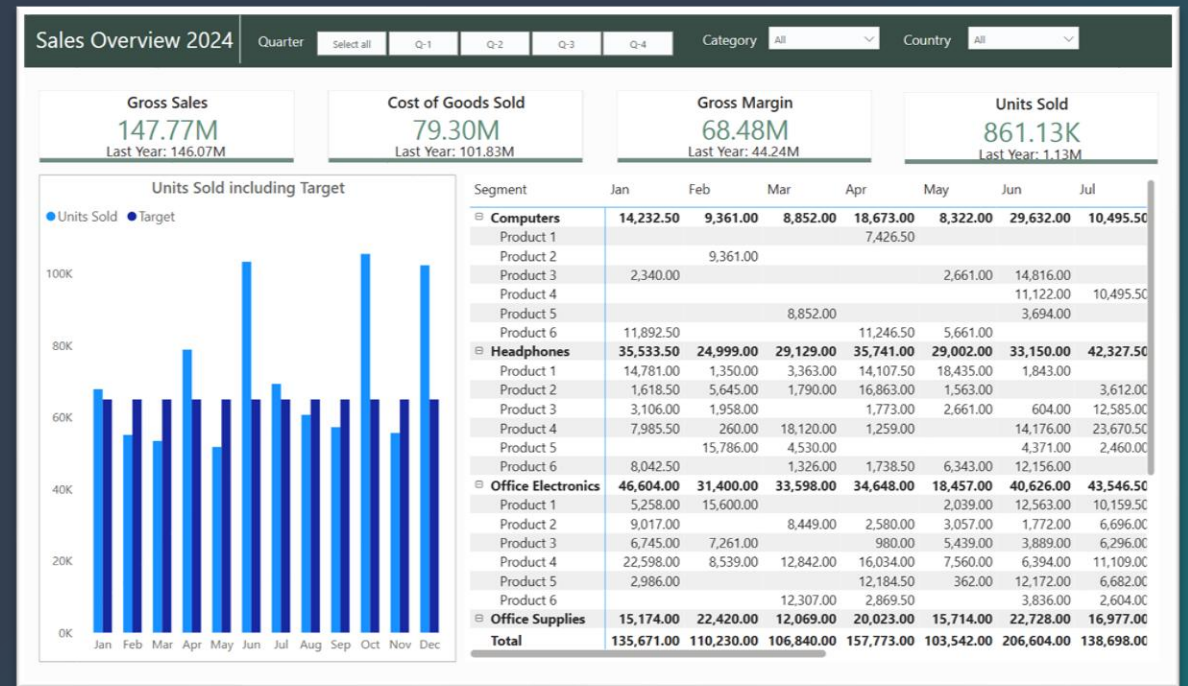 Sales Overview 2024 Quarter Select all Q-1 Q-2 Q-3 Q-4 Category All Country All
Gross Sales
147.77M
Last Year: 146.07M
Cost of Goods Sold
79.30M
Last Year: 101.83M
Gross Margin
68.48M
Last Year: 44.24M
Units Sold
861.13K
Last Year: 1.13M
Units Sold including Target
Units Sold Target
100K
80K
60K
40K
20K
0K
Jan Feb Mar Apr May Jun Jul Aug Sep Oct Nov Dec
Segment Jan Feb Mar Apr May Jun Jul
Computers 14,232.50 9,361.00 8,852.00 18,673.00 8,322.00 29,632.00 10,495.50
Product 1 7,426.50
Product 2 9,361.00
Product 3 2,340.00 2,661.00 14,816.00
Product 4 11,122.00 10,495.50
Product 5 8,852.00 3,694.00
Product 6 11,892.50 11,246.50 5,661.00
Headphones 35,533.50 24,999.00 29,129.00 35,741.00 29,002.00 33,150.00 42,327.50
Product 1 14,781.00 1,350.00 3,363.00 14,107.50 18,435.00 1,843.00
Product 2 1,618.50 5,645.00 1,790.00 16,863.00 1,563.00 3,612.00
Product 3 3,106.00 1,958.00 1,773.00 2,661.00 604.00 12,585.00
Product 4 7,985.50 260.00 18,120.00 1,259.00 14,176.00 23,670.50
Product 5 15,786.00 4,530.00 4,371.00 2,460.00
Product 6 8,042.50 1,326.00 1,738.50 6,343.00 12,156.00
Office Electronics 46,604.00 31,400.00 33,598.00 34,648.00 18,457.00 40,626.00 43,546.50
Product 1 5,258.00 15,600.00 2,039.00 12,563.00 10,159.50
Product 2 9,017.00 8,449.00 2,580.00 3,057.00 1,772.00 6,696.00
Product 3 6,745.00 7,261.00 980.00 5,439.00 3,889.00 6,296.00
Product 4 22,598.00 8,539.00 12,842.00 16,034.00 7,560.00 6,394.00 11,109.00
Product 5 2,986.00 12,184.50 362.00 12,172.00 6,682.00
Product 6 12,307.00 2,869.50 3,836.00 2,604.00
Office Supplies 15,174.00 22,420.00 12,069.00 20,023.00 15,714.00 22,728.00 16,977.00
Total 135,671.00 110,230.00 106,840.00 157,773.00 103,542.00 206,604.00 138,698.00